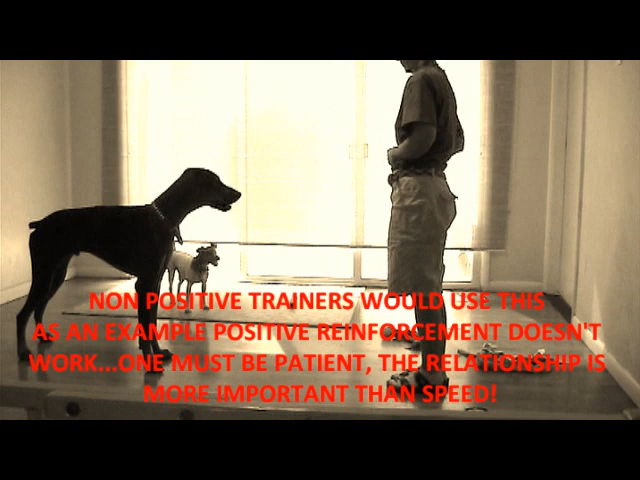 NON POSITIVE TRAINERS WOULD USE THIS
AS AN EXAMPLE POSITIVE REINFORCEMENT DOESN'T
WORK...ONE MUST BE PATIENT, THE RELATIONSHIP IS
MORE IMPORTANT THAN SPEED!